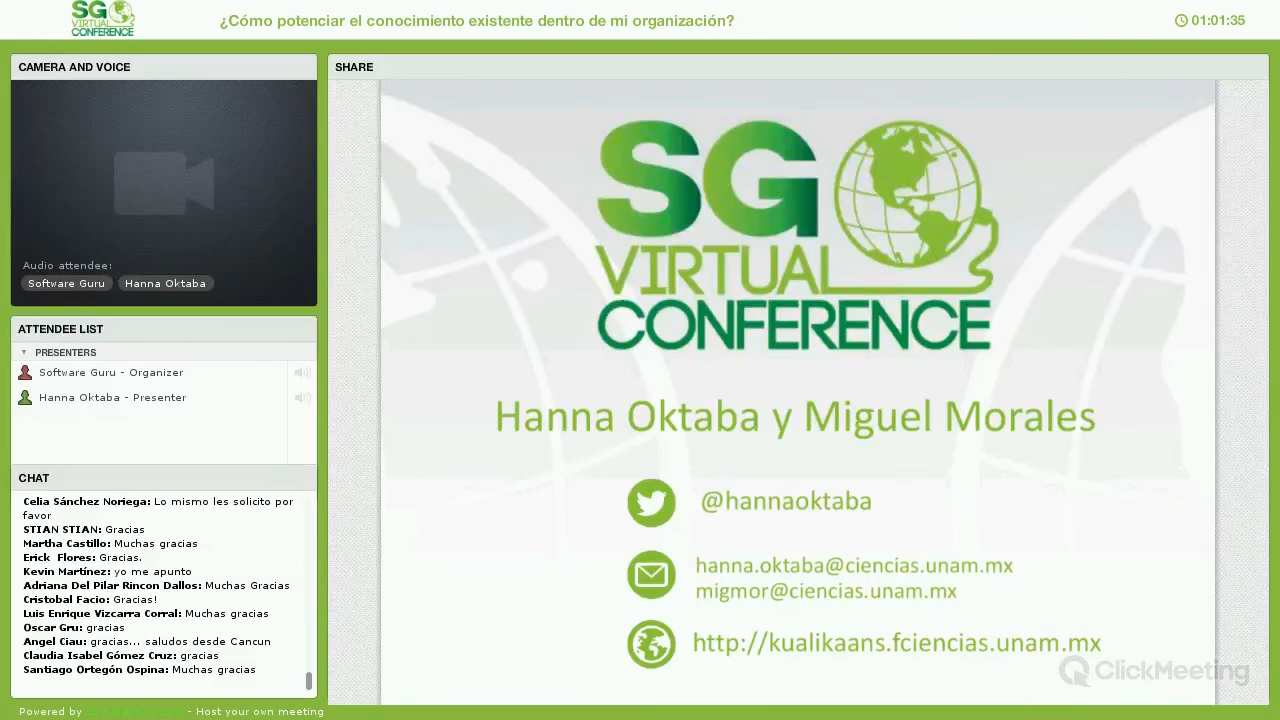 SG
VIRTUAL
CONFERENCE
¿Cómo potenciar el conocimiento existente dentro de mi organización?
01:01:35
CAMERA AND VOICE
Audio attendee:
Software Guru
Hanna Oktaba
ATTENDEE LIST
PRESENTERS
Software Guru - Organizer
Hanna Oktaba - Presenter
CHAT
Celia Sánchez Noriega: Lo mismo les solicito por
favor
STIAN STIAN: Gracias
Martha Castillo: Muchas gracias
Erick Flores: Gracias.
Kevin Martínez: yo me apunto
Adriana Del Pilar Rincon Dallos: Muchas Gracias
Cristobal Facio: Gracias!
Luis Enrique Vizcarra Corral: Muchas gracias
Oscar Gru: gracias
Angel Ciau: gracias... saludos desde Cancun
Claudia Isabel Gómez Cruz: gracias
Santiago Ortegón Ospina: Muchas gracias
Powered by - Host your own meeting
SHARE
SG
VIRTUAL
CONFERENCE
Hanna Oktaba y Miguel Morales
@hannaoktaba
hanna.oktaba@ciencias.unam.mx
migmor@ciencias.unam.mx
http://kualikaans.fciencias.unam.mx
ClickMeeting